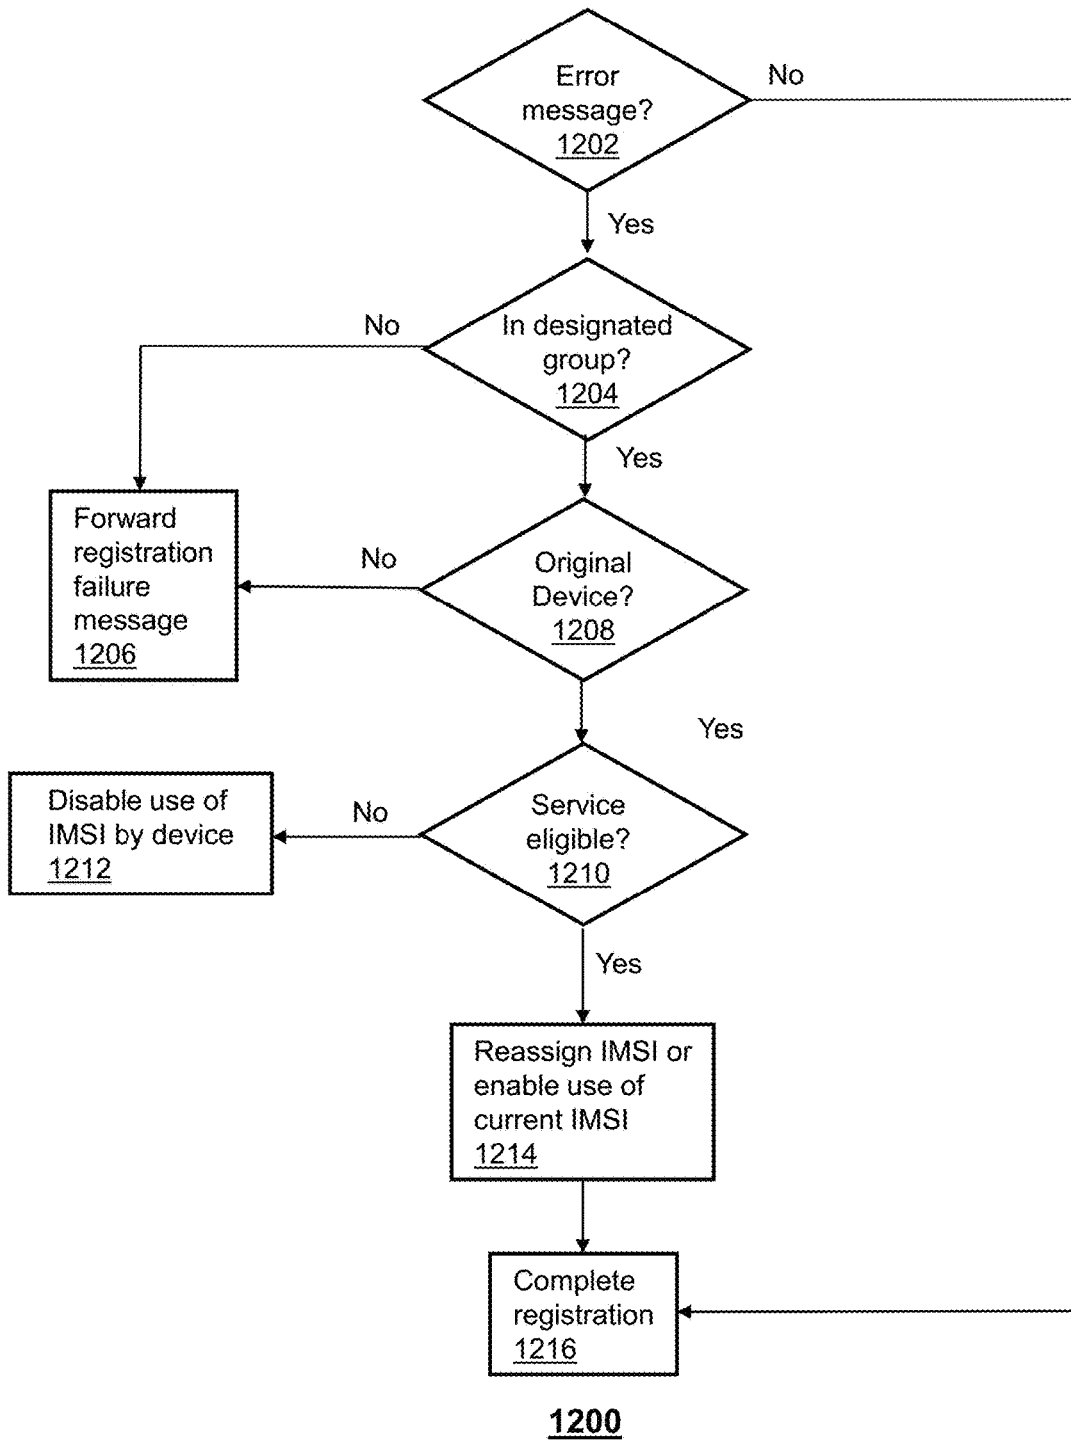 Error
message?
1202
No
Yes
In designated
group?
1204
No
Yes
Forward
registration
failure
message
1206
No
Original
Device?
1208
Yes
Disable use of
IMSI by device
1212
No
Service
eligible?
1210
Yes
Reassign IMSI or
enable use of
current IMSI
1214
Complete
registration
1216
1200